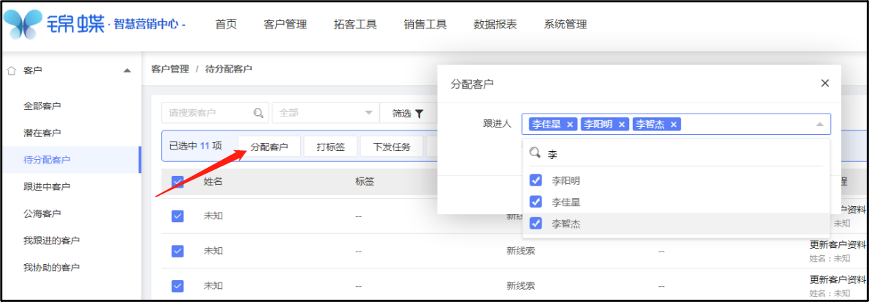 锦蝶 · 智慧营销中心 - 首页 客户管理 拓客工具 销售工具 数据报表 系统管理
客户
全部客户
潜在客户
待分配客户
跟进中客户
公海客户
我跟进的客户
我协助的客户
客户管理 / 待分配客户
请搜索客户 全部 筛选
已选中 11 项 分配客户 打标签 下发任务
姓名 标签 程
未知 -- 新线 客户资料
未知
未知 -- 新线索 -- 更新客户资料
姓名：未知
未知 -- 新线索 -- 更新客户资料
姓名：未知
分配客户 ×
跟进人 李佳星 × 李阳明 × 李智杰 ×
李
李阳明
李佳星
李智杰